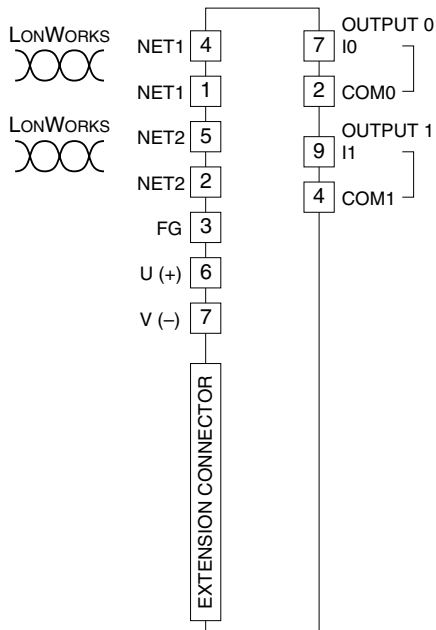 LONWORKS
NET1 4
NET1 1
LONWORKS
NET2 5
NET2 2
FG 3
U (+) 6
V (–) 7
EXTENSION CONNECTOR
OUTPUT 0
7 I0
2 COM0
OUTPUT 1
9 I1
4 COM1